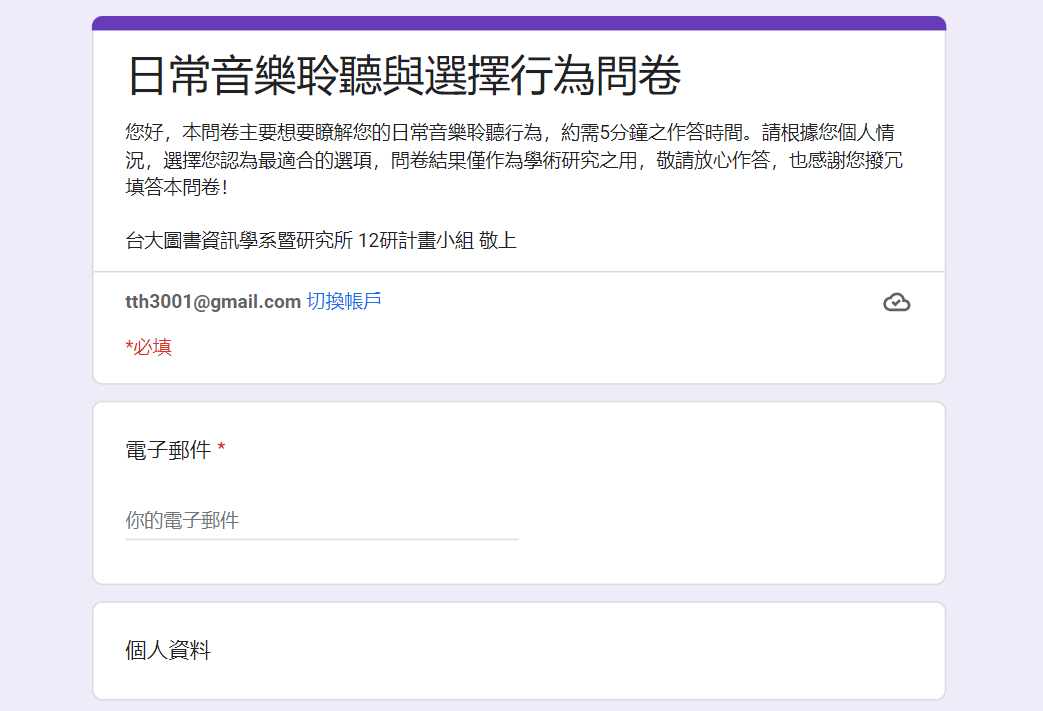 日常音樂聆聽與選擇行為問卷
您好，本問卷主要想要瞭解您的日常音樂聆聽行為，約需5分鐘之作答時間。請根據您個人情
況，選擇您認為最適合的選項，問卷結果僅作為學術研究之用，敬請放心作答，也感謝您撥冗
填答本問卷！
台大圖書資訊學系暨研究所 12研計畫小組 敬上
tth3001@gmail.com 切換帳戶
*必填
電子郵件 *
你的電子郵件
個人資料